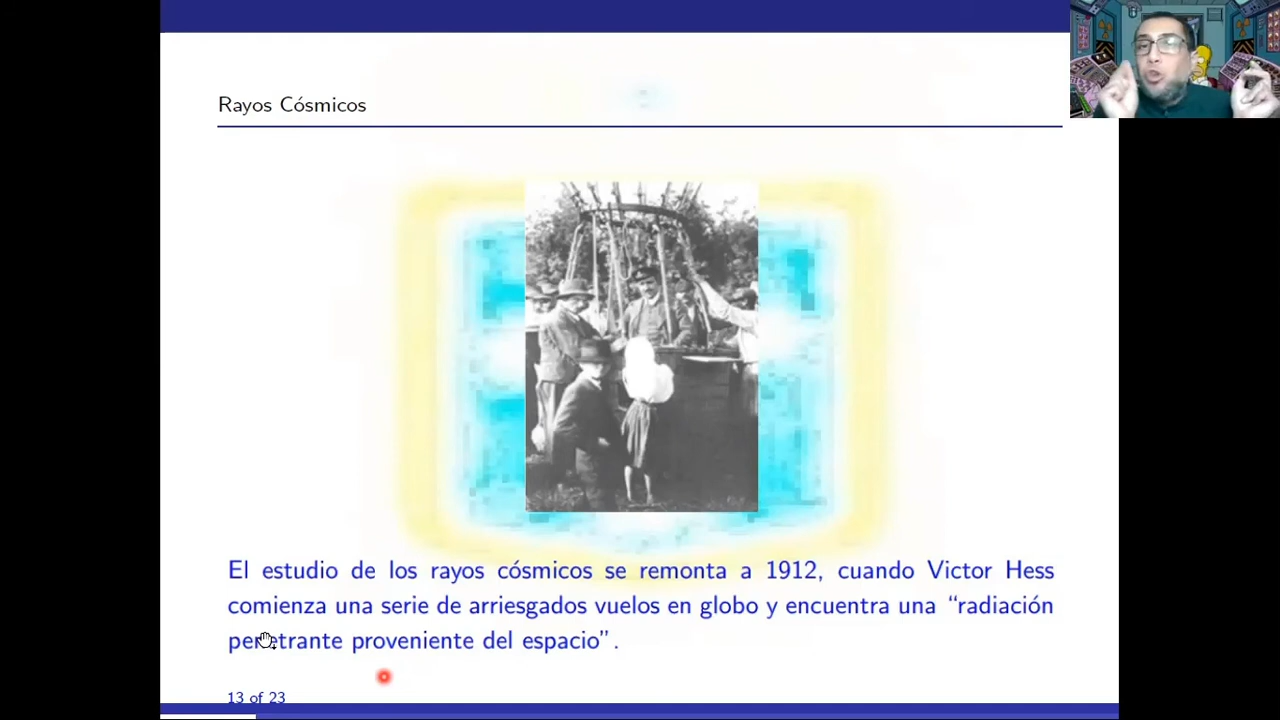 Rayos Cósmicos
El estudio de los rayos cósmicos se remonta a 1912, cuando Victor Hess
comienza una serie de arriesgados vuelos en globo y encuentra una “radiación
penetrante proveniente del espacio”.
13 of 23